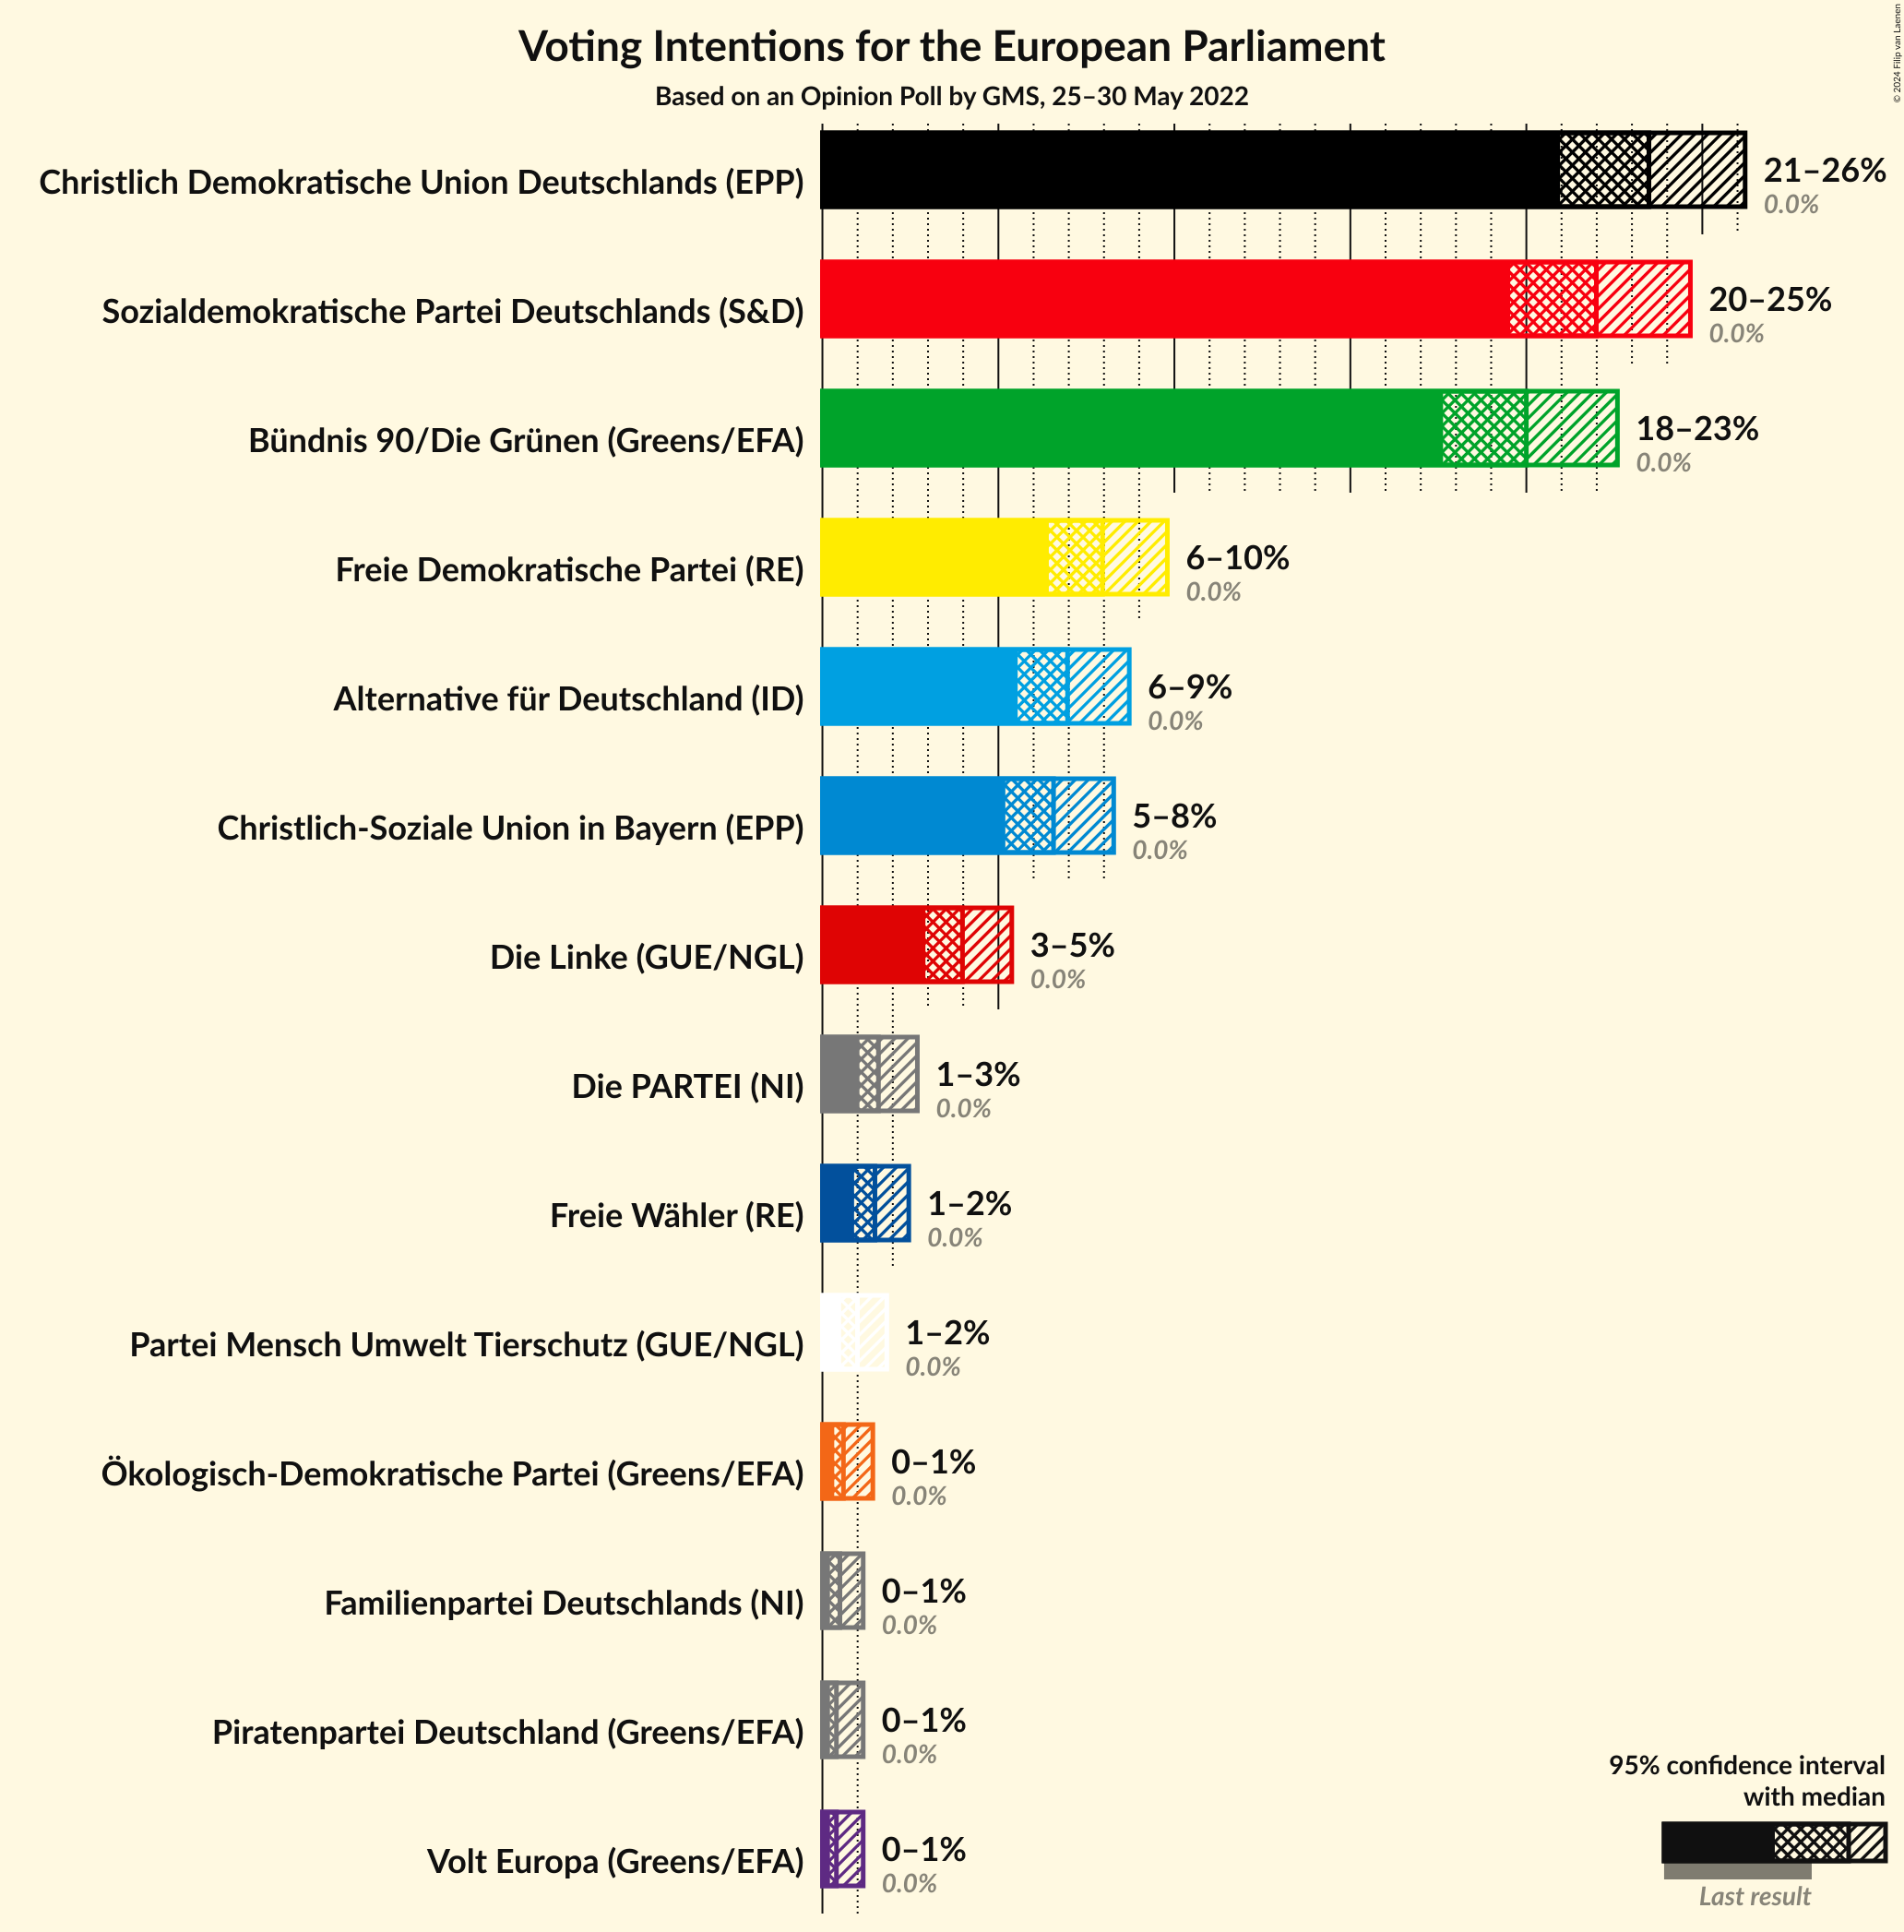 Voting Intentions for the European Parliament
Based on an Opinion Poll by GMS, 25–30 May 2022
© 2024 Filip van Laenen
Christlich Demokratische Union Deutschlands (EPP)
21–26%
0.0%
Sozialdemokratische Partei Deutschlands (S&D)
20–25%
0.0%
Bündnis 90/Die Grünen (Greens/EFA)
18–23%
0.0%
Freie Demokratische Partei (RE)
6–10%
0.0%
Alternative für Deutschland (ID)
6–9%
0.0%
Christlich-Soziale Union in Bayern (EPP)
5–8%
0.0%
Die Linke (GUE/NGL)
3–5%
0.0%
Die PARTEI (NI)
1–3%
0.0%
Freie Wähler (RE)
1–2%
0.0%
Partei Mensch Umwelt Tierschutz (GUE/NGL)
1–2%
0.0%
Ökologisch-Demokratische Partei (Greens/EFA)
0–1%
0.0%
Familienpartei Deutschlands (NI)
0–1%
0.0%
Piratenpartei Deutschland (Greens/EFA)
0–1%
0.0%
Volt Europa (Greens/EFA)
0–1%
0.0%
95% confidence interval
with median
Last result